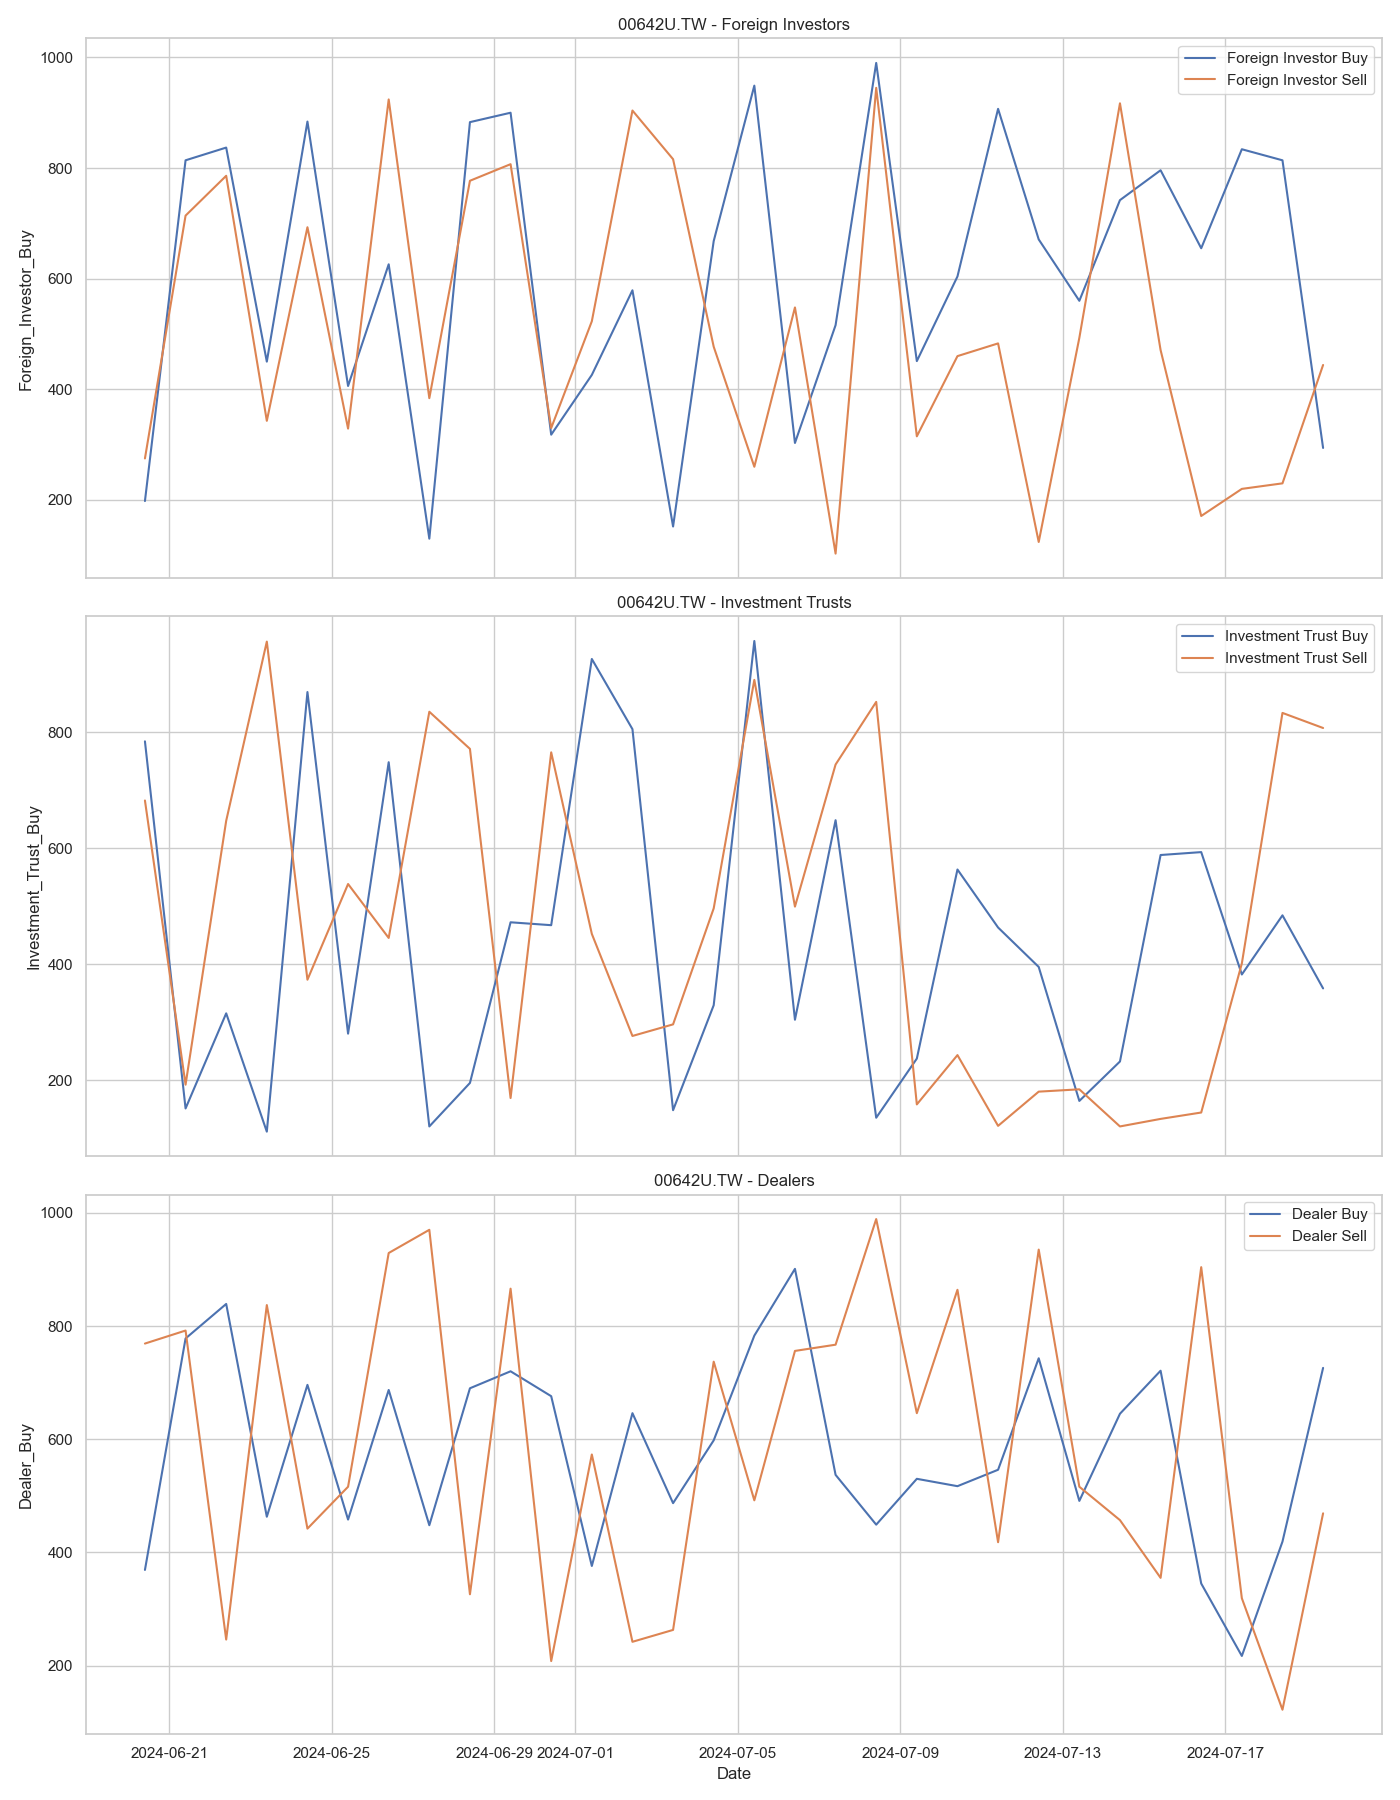 00642U.TW - Foreign Investors
Foreign_Investor_Buy
1000
800
600
400
200
Foreign Investor Buy
Foreign Investor Sell
00642U.TW - Investment Trusts
Investment_Trust_Buy
800
600
400
200
Investment Trust Buy
Investment Trust Sell
00642U.TW - Dealers
Dealer_Buy
1000
800
600
400
200
Dealer Buy
Dealer Sell
2024-06-21 2024-06-25 2024-06-29 2024-07-01 2024-07-05 2024-07-09 2024-07-13 2024-07-17
Date